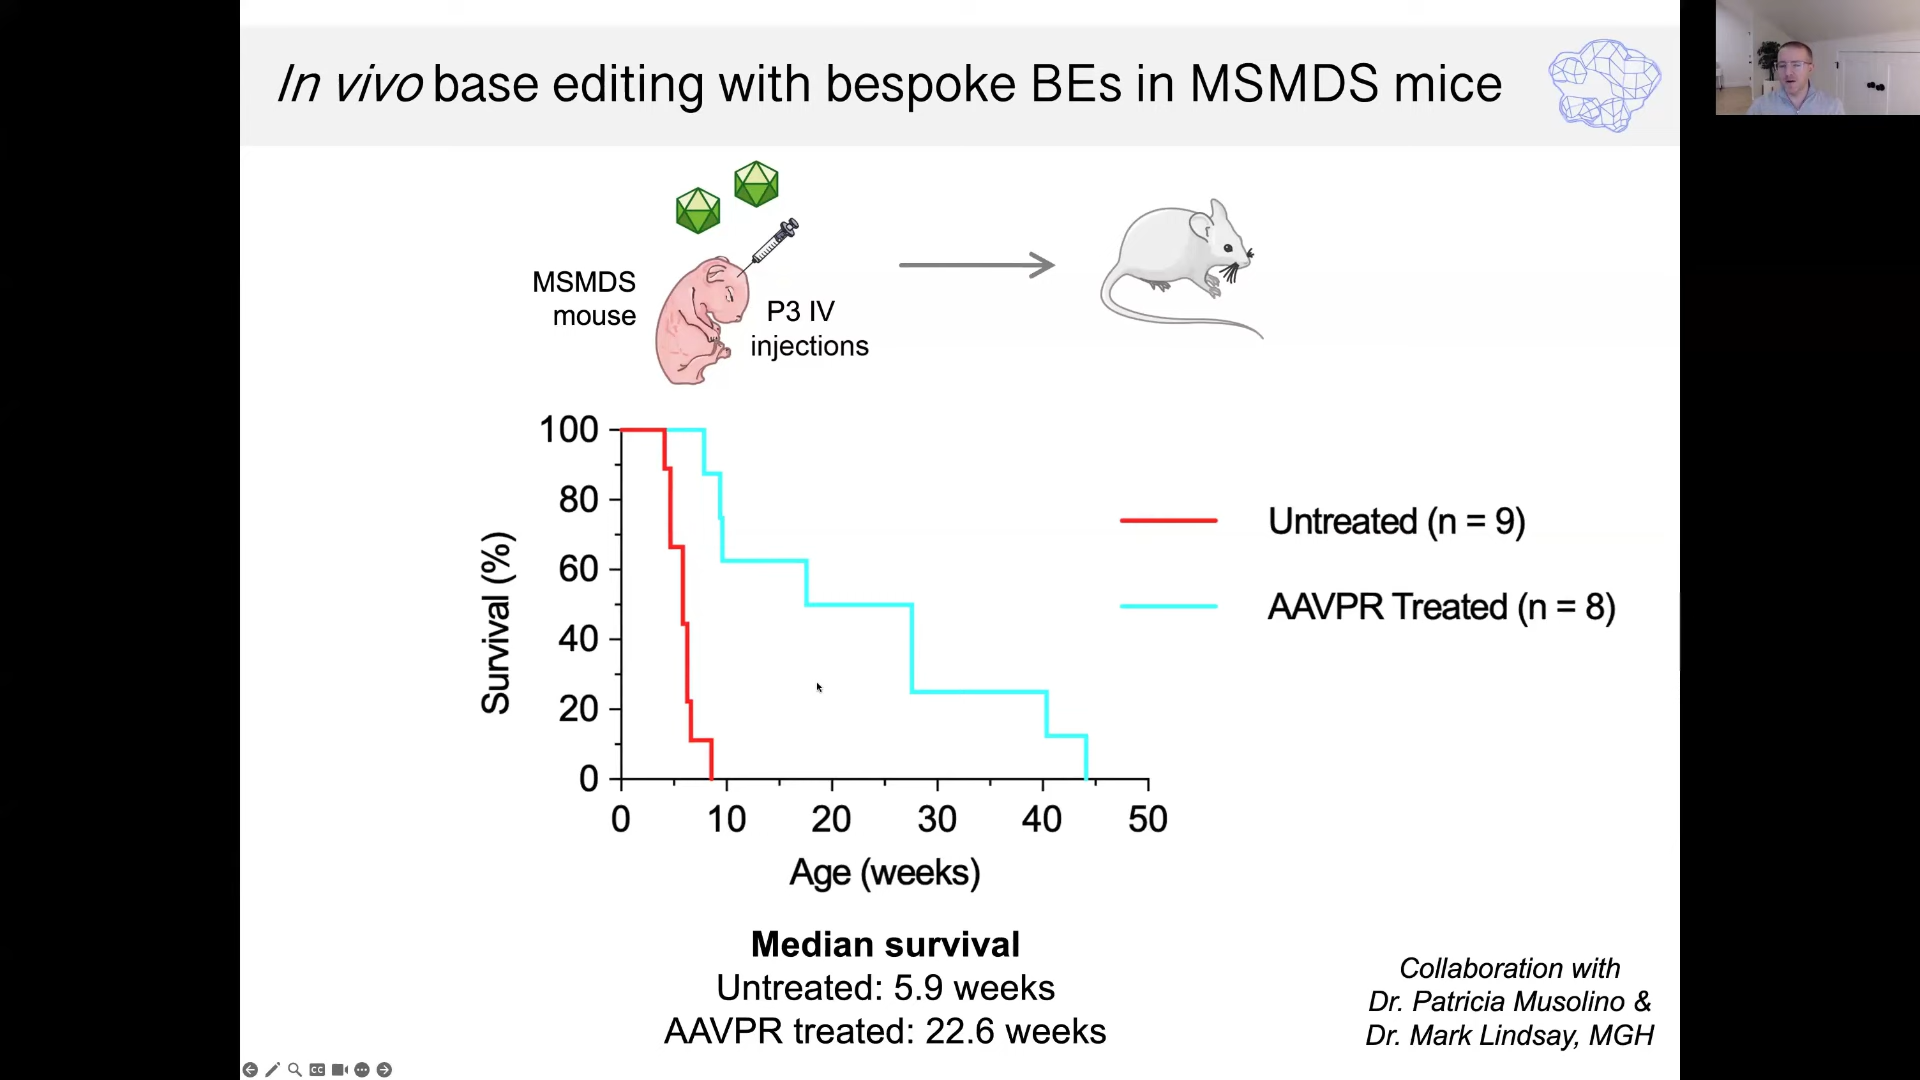 In vivo base editing with bespoke BEs in MSMDS mice
MSMDS
mouse
P3 IV
injections
100
80
60
40
20
0
Survival (%)
0 10 20 30 40 50
Age (weeks)
Untreated (n = 9)
AAVPR Treated (n = 8)
Median survival
Untreated: 5.9 weeks
AAVPR treated: 22.6 weeks
Collaboration with
Dr. Patricia Musolino &
Dr. Mark Lindsay, MGH
CC